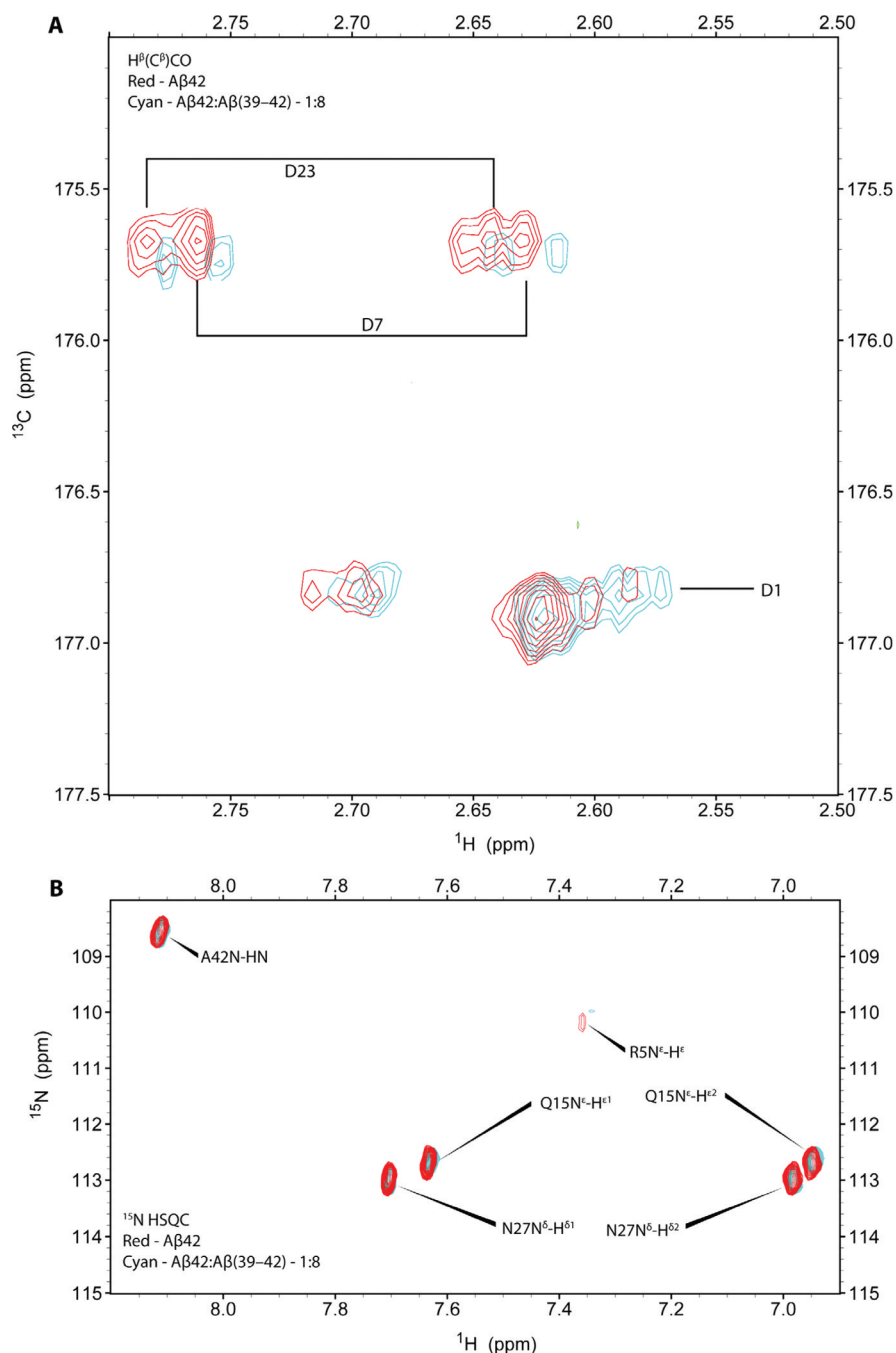 A
2.75 2.70 2.65 2.60 2.55 2.50
Hᵝ(Cᵝ)CO
Red - Aβ42
Cyan - Aβ42:Aβ(39–42) - 1:8
D23
175.5 175.5
D7
176.0 176.0
¹³C (ppm)
176.5 176.5
D1
177.0 177.0
177.5 177.5
2.75 2.70 2.65 2.60 2.55 2.50
¹H (ppm)
B
8.0 7.8 7.6 7.4 7.2 7.0
109 109
A42N-HN
110 110
R5Nᵋ-Hᵋ
111 111
Q15Nᵋ-Hᵋ¹ Q15Nᵋ-Hᵋ²
¹⁵N (ppm)
112 112
113 113
¹⁵N HSQC
N27Nᵟ-Hᵟ¹ N27Nᵟ-Hᵟ²
Red - Aβ42
114 114
Cyan - Aβ42:Aβ(39–42) - 1:8
115 115
8.0 7.8 7.6 7.4 7.2 7.0
¹H (ppm)